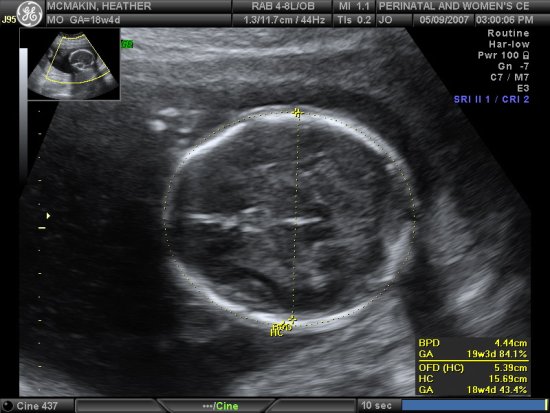 MCMAKIN, HEATHER RAB 4-8L/OB MI 1.1 PERINATAL AND WOMEN'S CE
J95 GE MO GA=18w4d 1.3/11.7cm / 44Hz TIs 0.2 JO 05/09/2007 03:00:06 PM
Routine
Har-low
Pwr 100
Gn -7
C7 / M7
E3
SRI II 1 / CRI 2
HC
BPD 4.44cm
GA 19w3d 84.1%
OFD (HC) 5.39cm
HC 15.69cm
GA 18w4d 43.4%
Cine 437 •••/Cine 10 sec